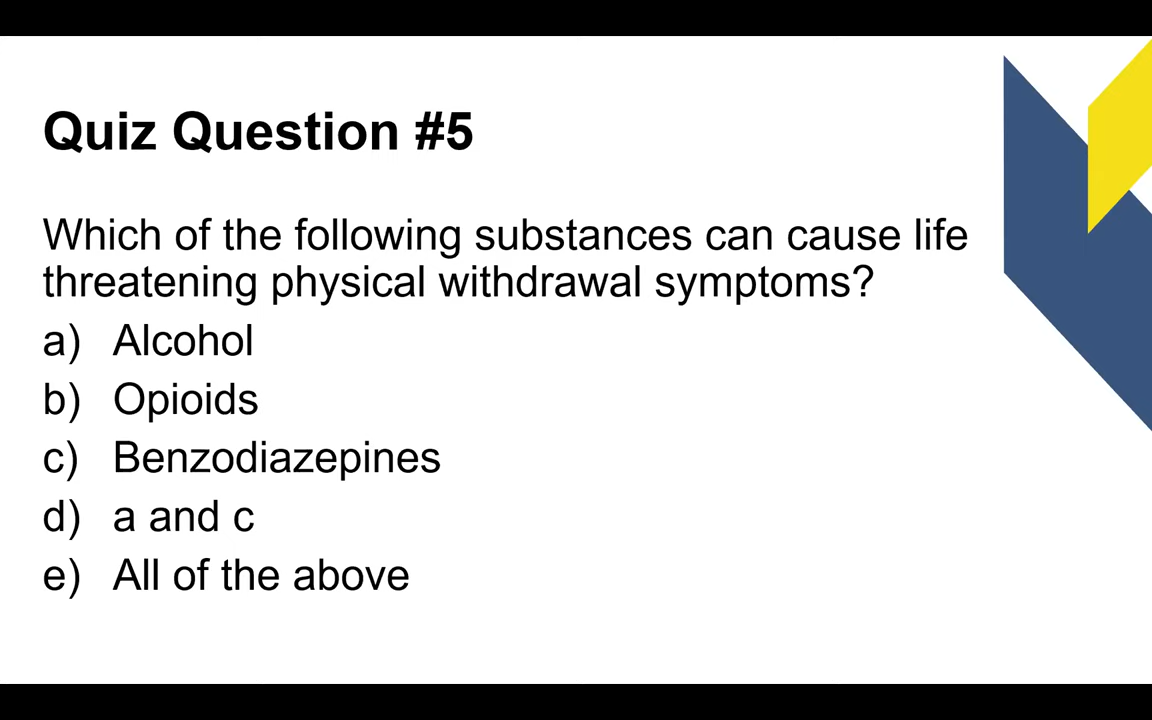 Quiz Question #5
Which of the following substances can cause life
threatening physical withdrawal symptoms?
a) Alcohol
b) Opioids
c) Benzodiazepines
d) a and c
e) All of the above